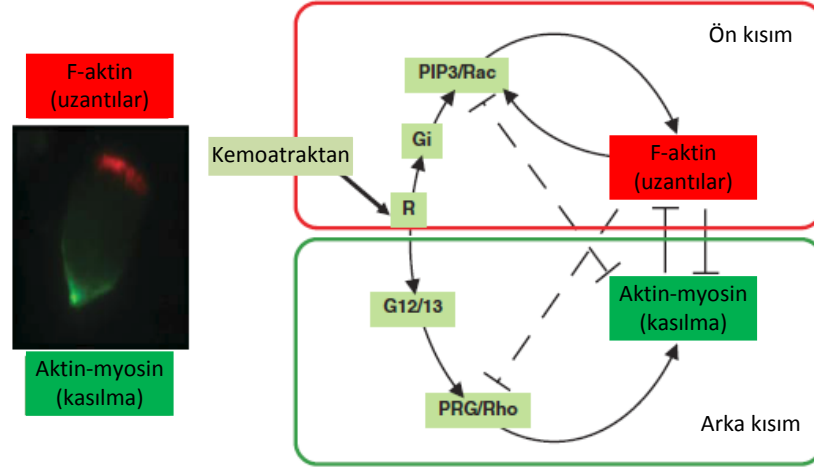 F-aktin
(uzantılar)
Aktin-myosin
(kasılma)
Ön kısım
PIP3/Rac
Gi
Kemoatraktan
R
F-aktin
(uzantılar)
G12/13
Aktin-myosin
(kasılma)
PRG/Rho
Arka kısım